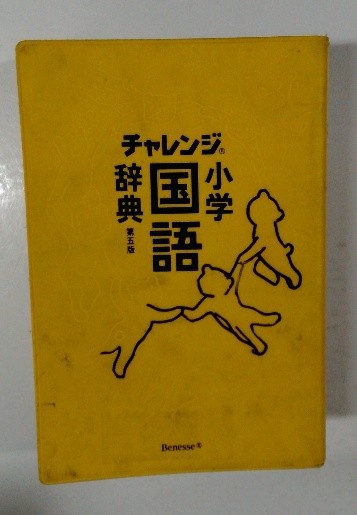 チャレンジ®
小学
国語
辞典
第五版
Benesse®